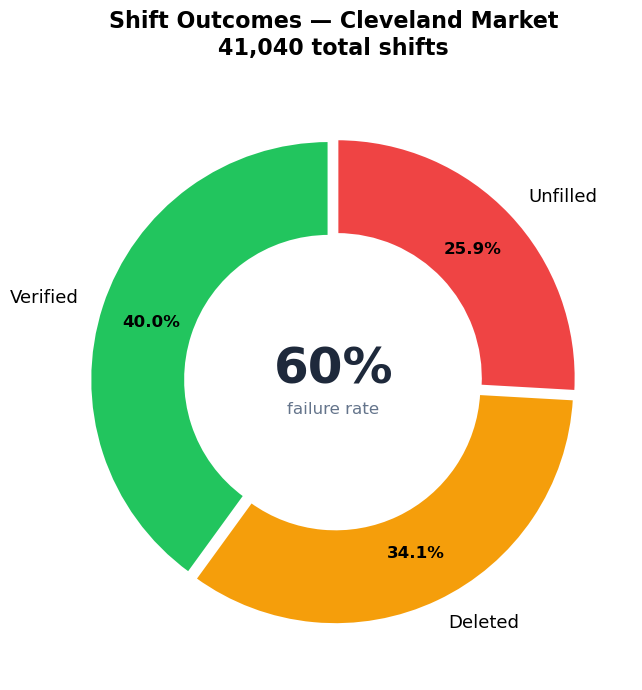 Shift Outcomes — Cleveland Market
41,040 total shifts
Unfilled
25.9%
Verified
40.0%
60%
failure rate
34.1%
Deleted